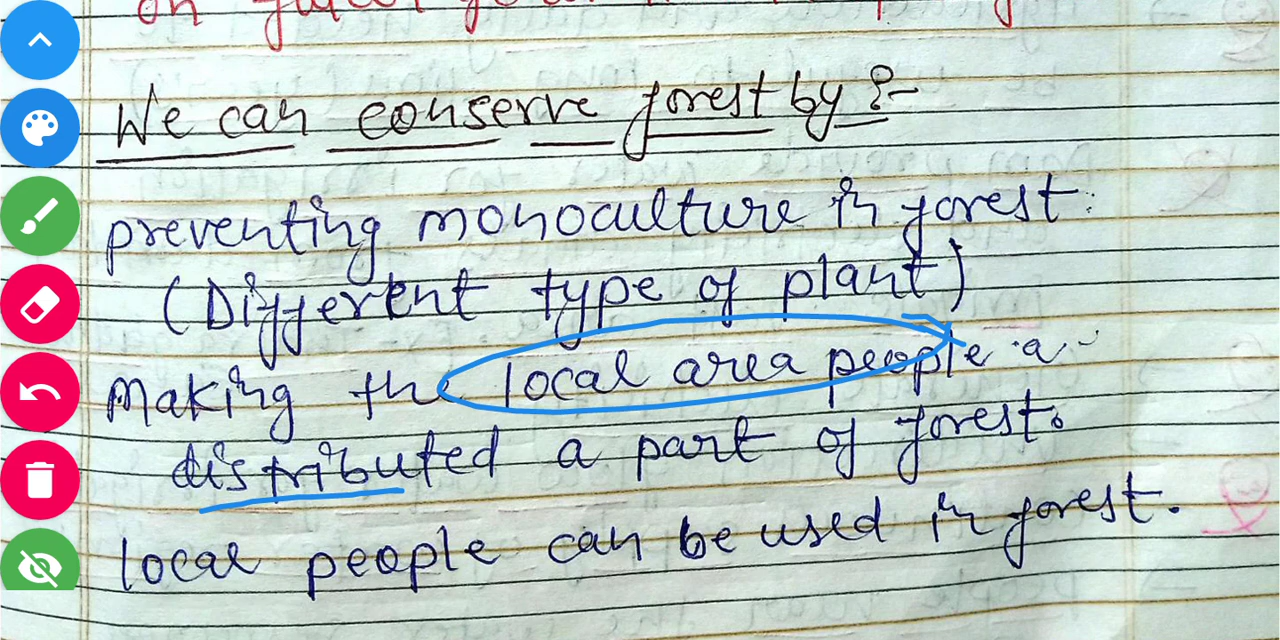 We can conserve forest by :-
preventing monoculture in forest.
(Different type of plant)
Making the local area people a
distributed a part of forest.
local people can be used in forest.